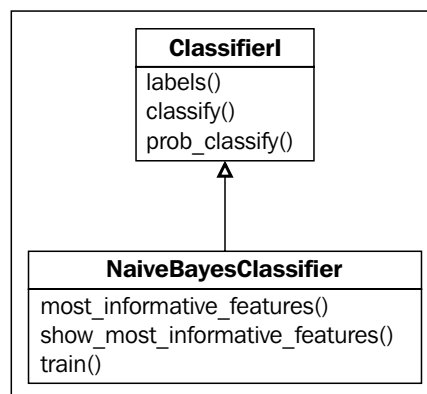 ClassifierI
labels()
classify()
prob_classify()
NaiveBayesClassifier
most_informative_features()
show_most_informative_features()
train()